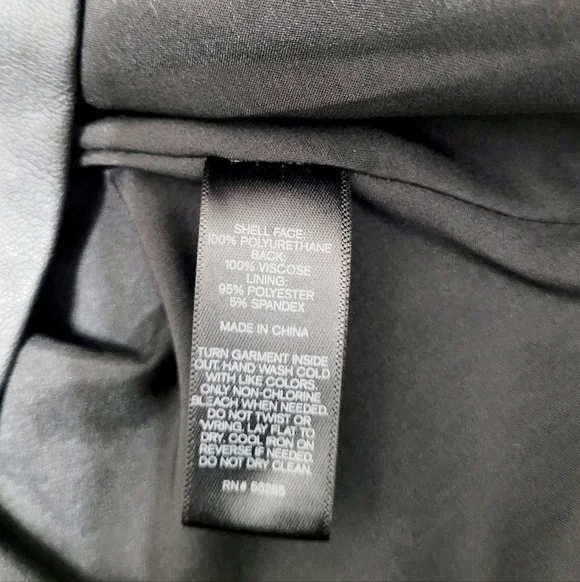 SHELL FACE:
100% POLYURETHANE
BACK:
100% VISCOSE
LINING:
95% POLYESTER
5% SPANDEX
MADE IN CHINA
TURN GARMENT INSIDE
OUT, HAND WASH COLD
WITH LIKE COLORS,
ONLY NON-CHLORINE
BLEACH WHEN NEEDED.
DO NOT TWIST OR
WRING. LAY FLAT TO
DRY. COOL IRON ON
REVERSE IF NEEDED.
DO NOT DRY CLEAN.
RN#